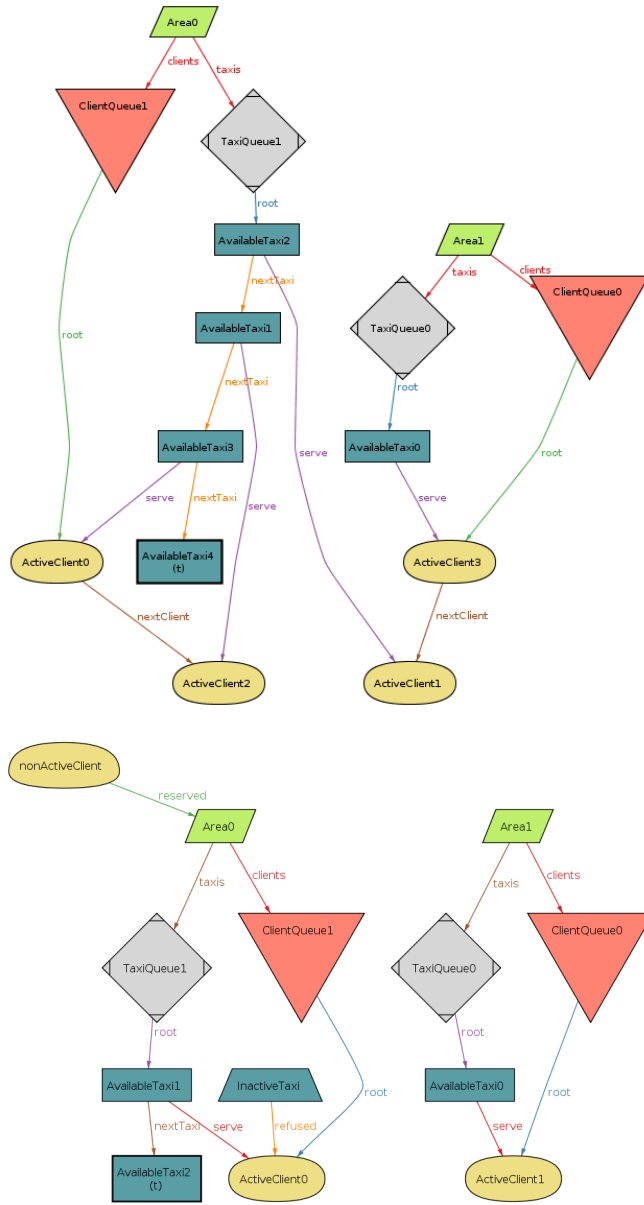 Area0
clients
taxis
ClientQueue1
TaxiQueue1
root
AvailableTaxi2
Area1
taxis
clients
nextTaxi
ClientQueue0
AvailableTaxi1
TaxiQueue0
root
root
nextTaxi
AvailableTaxi3
AvailableTaxi0
serve
root
serve
nextTaxi
serve
serve
ActiveClient0
AvailableTaxi4
(t)
ActiveClient3
nextClient
nextClient
ActiveClient2
ActiveClient1
nonActiveClient
reserved
Area0
Area1
taxis
clients
taxis
clients
ClientQueue1
ClientQueue0
TaxiQueue1
TaxiQueue0
root
root
AvailableTaxi1
InactiveTaxi
root
AvailableTaxi0
root
nextTaxi
serve
refused
serve
AvailableTaxi2
(t)
ActiveClient0
ActiveClient1